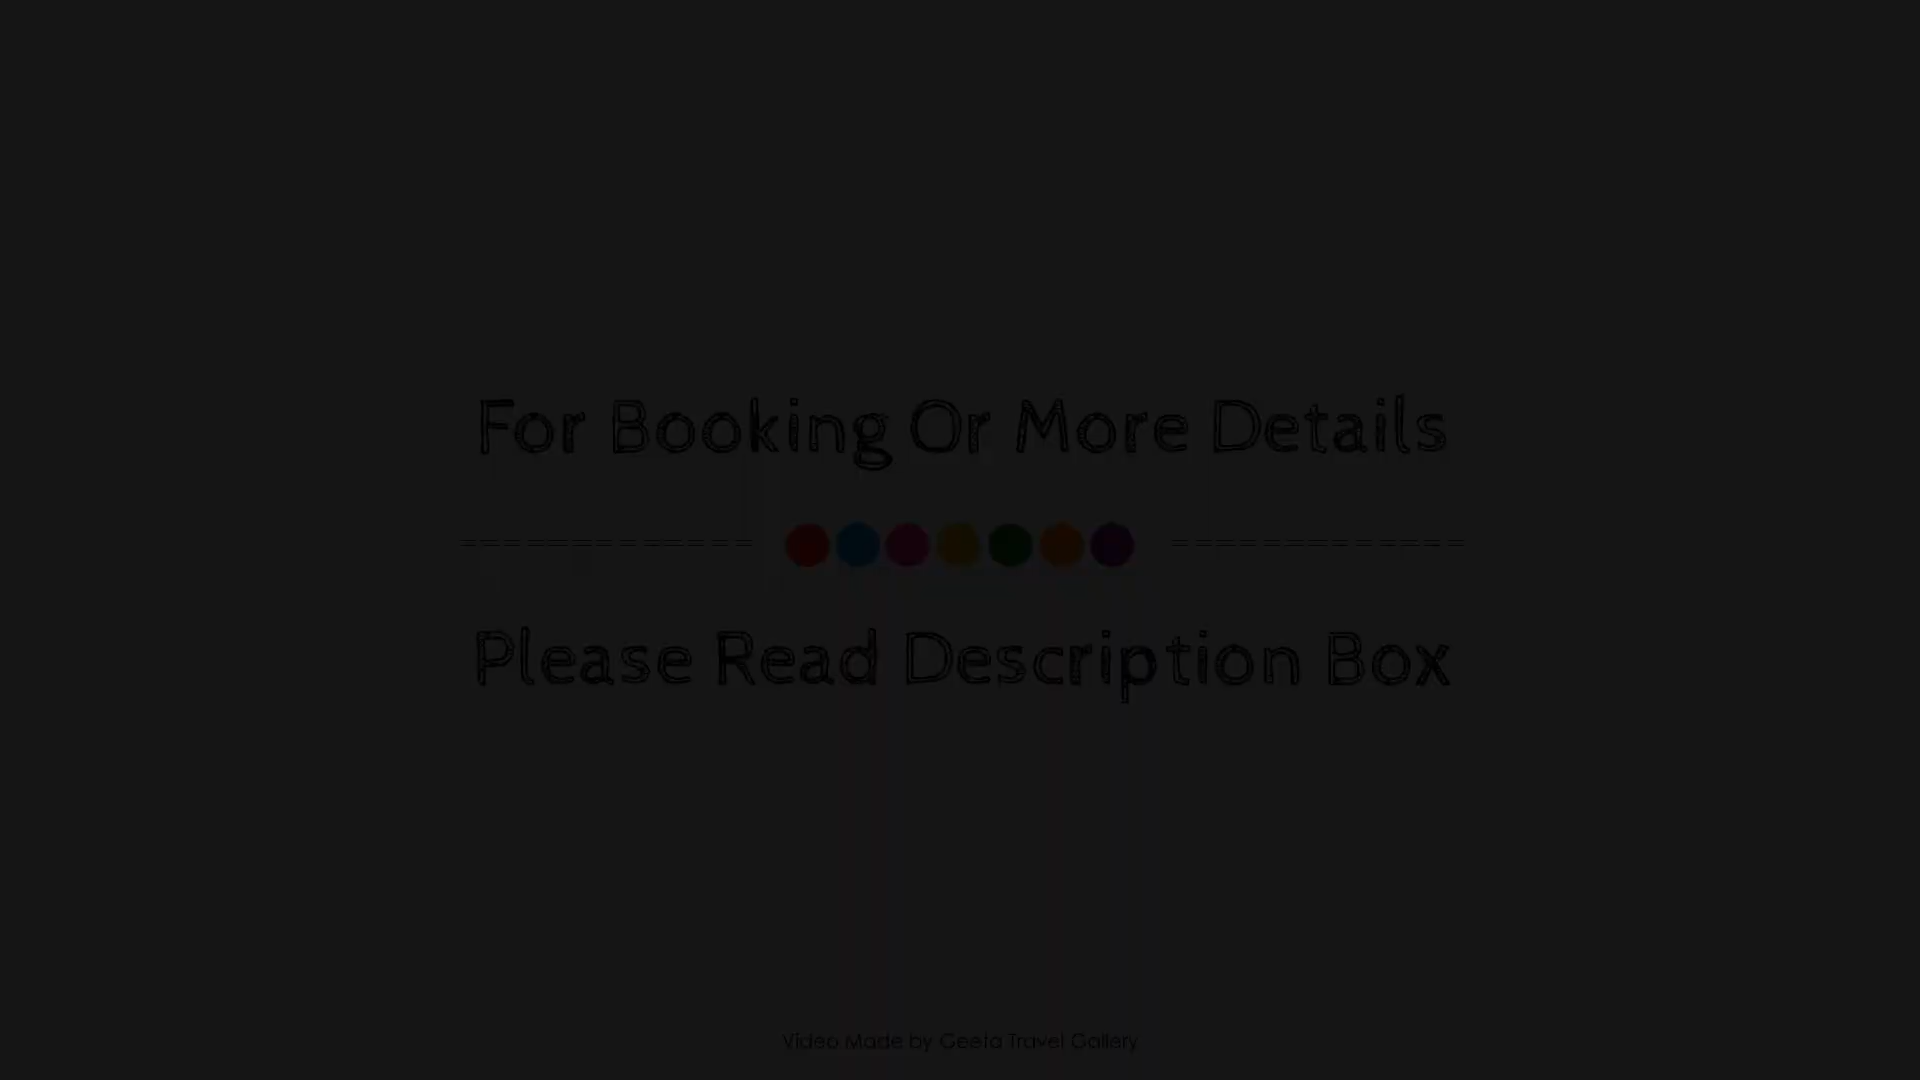 For Booking Or More Details
Please Read Description Box
Video Made by Geeta Travel Gallery